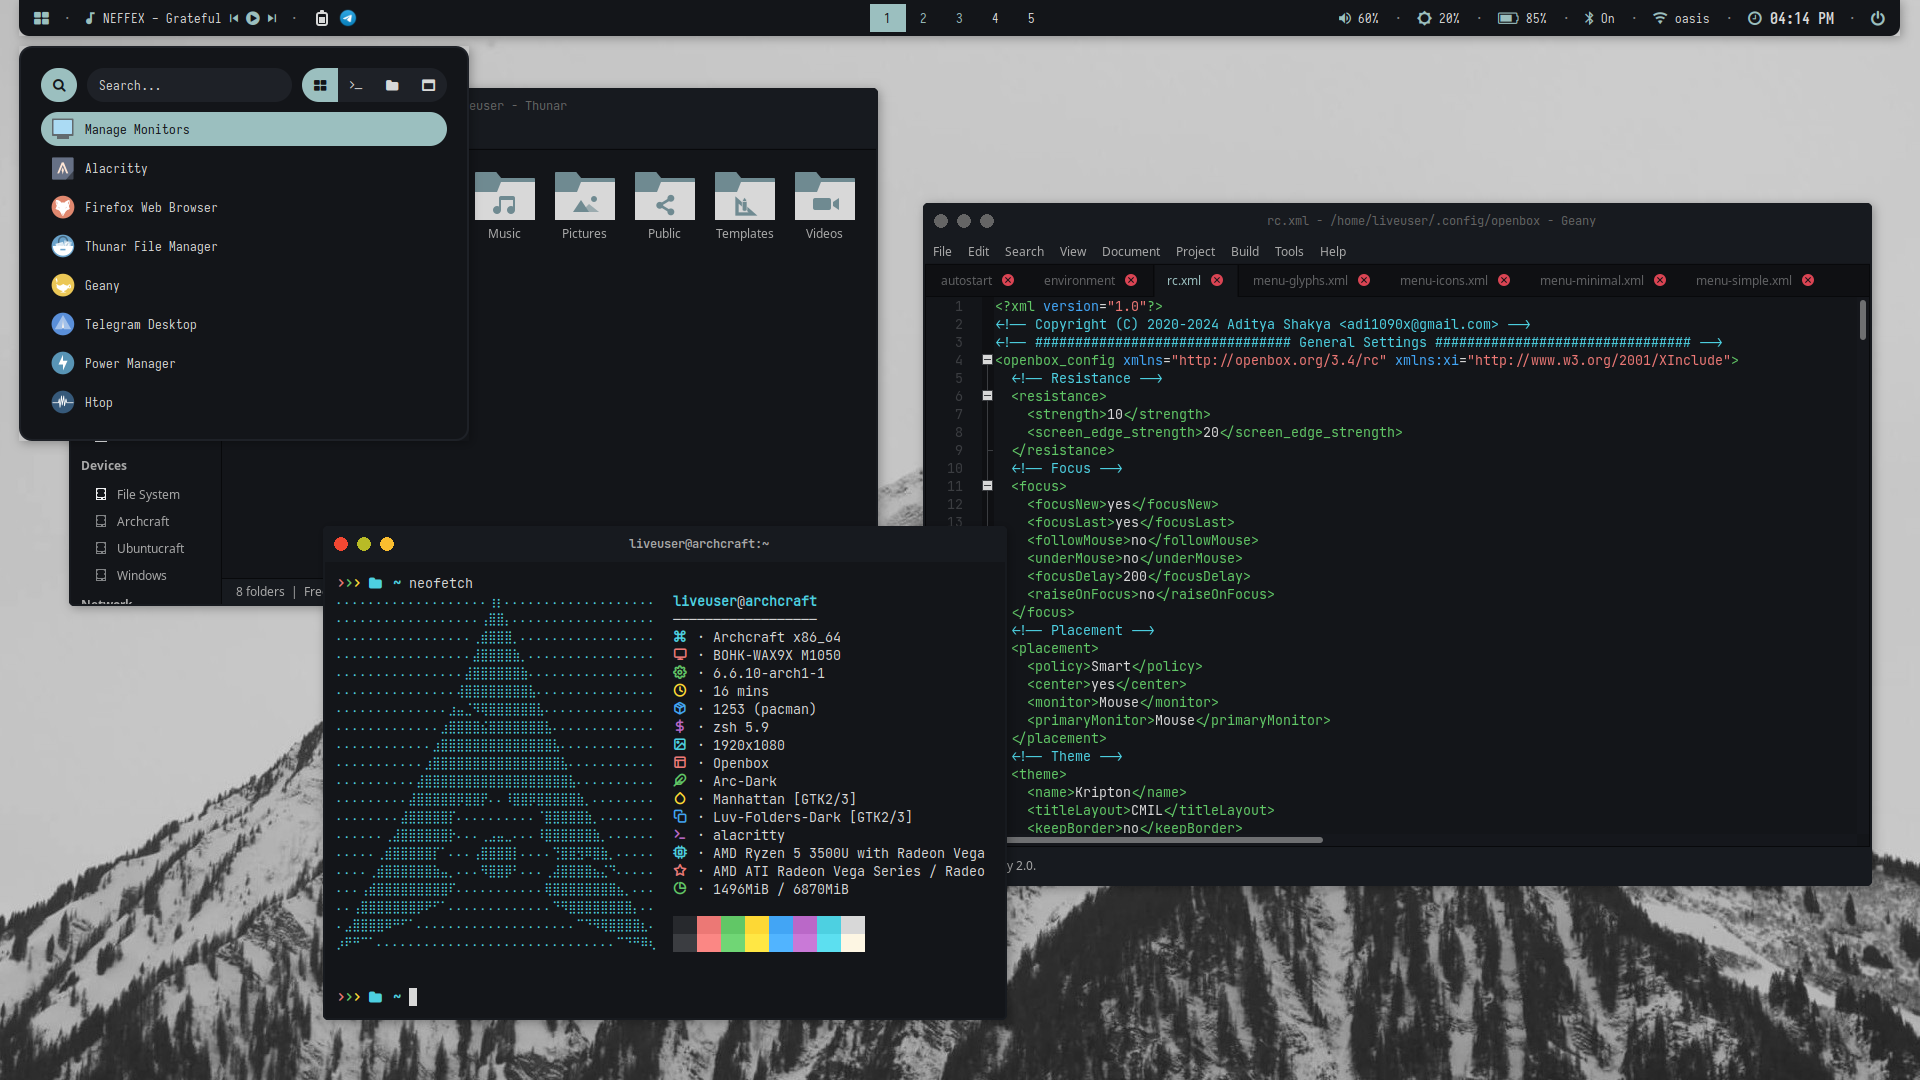 NEFFEX - Grateful
1 2 3 4 5
60% · 20% · 85% · On · oasis · 04:14 PM
Search...
Manage Monitors
Alacritty
Firefox Web Browser
Thunar File Manager
Geany
Telegram Desktop
Power Manager
Htop
euser - Thunar
Music Pictures Public Templates Videos
Devices
File System
Archcraft
Ubuntucraft
Windows
Network
8 folders | Fre
rc.xml - /home/liveuser/.config/openbox - Geany
File Edit Search View Document Project Build Tools Help
autostart environment rc.xml menu-glyphs.xml menu-icons.xml menu-minimal.xml menu-simple.xml
1 <?xml version="1.0"?>
2 <!-- Copyright (C) 2020-2024 Aditya Shakya <adi1090x@gmail.com> -->
3 <!-- ################################ General Settings ################################ -->
4 <openbox_config xmlns="http://openbox.org/3.4/rc" xmlns:xi="http://www.w3.org/2001/XInclude">
5 <!-- Resistance -->
6 <resistance>
7 <strength>10</strength>
8 <screen_edge_strength>20</screen_edge_strength>
9 </resistance>
10 <!-- Focus -->
11 <focus>
12 <focusNew>yes</focusNew>
13 <focusLast>yes</focusLast>
<followMouse>no</followMouse>
<underMouse>no</underMouse>
<focusDelay>200</focusDelay>
<raiseOnFocus>no</raiseOnFocus>
</focus>
<!-- Placement -->
<placement>
<policy>Smart</policy>
<center>yes</center>
<monitor>Mouse</monitor>
<primaryMonitor>Mouse</primaryMonitor>
</placement>
<!-- Theme -->
<theme>
<name>Kripton</name>
<titleLayout>CMIL</titleLayout>
<keepBorder>no</keepBorder>
y 2.0.
liveuser@archcraft:~
~ neofetch
liveuser@archcraft
· Archcraft x86_64
· BOHK-WAX9X M1050
· 6.6.10-arch1-1
· 16 mins
· 1253 (pacman)
· zsh 5.9
· 1920x1080
· Openbox
· Arc-Dark
· Manhattan [GTK2/3]
· Luv-Folders-Dark [GTK2/3]
· alacritty
· AMD Ryzen 5 3500U with Radeon Vega
· AMD ATI Radeon Vega Series / Radeo
· 1496MiB / 6870MiB
~